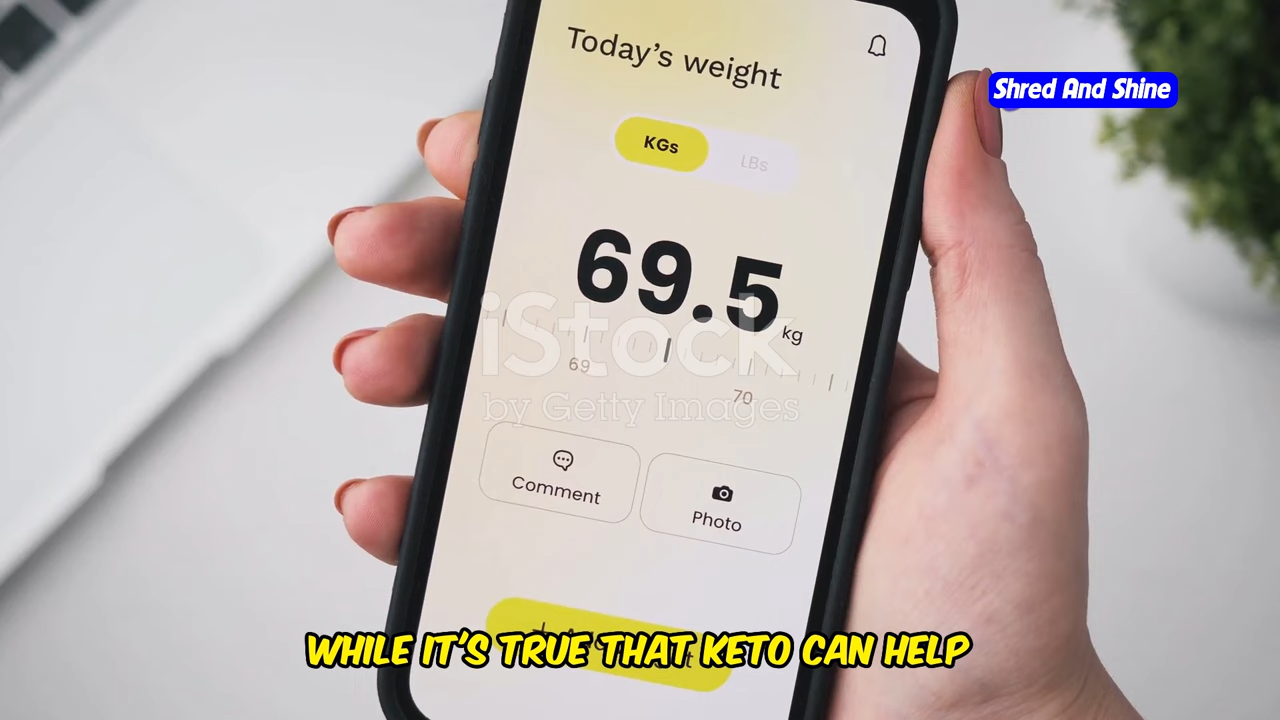 Today's weight
Shred And Shine
KGs LBs
69.5 kg
iStock
by Getty Images
69
70
Comment
Photo
WHILE IT'S TRUE THAT KETO CAN HELP